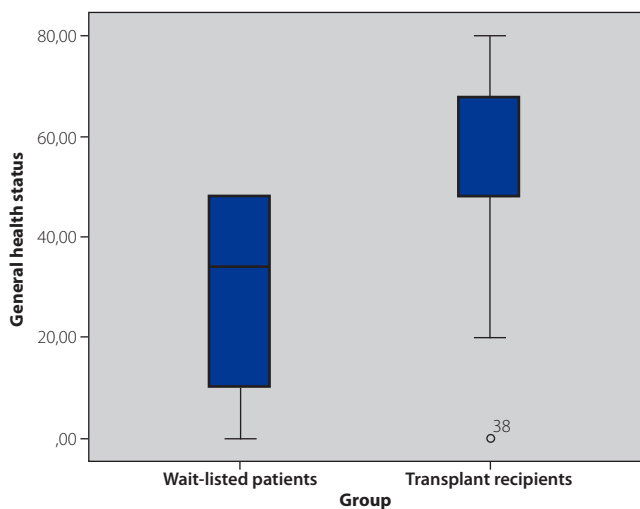 General health status
80,00
60,00
40,00
20,00
,00
38
Wait-listed patients
Transplant recipients
Group